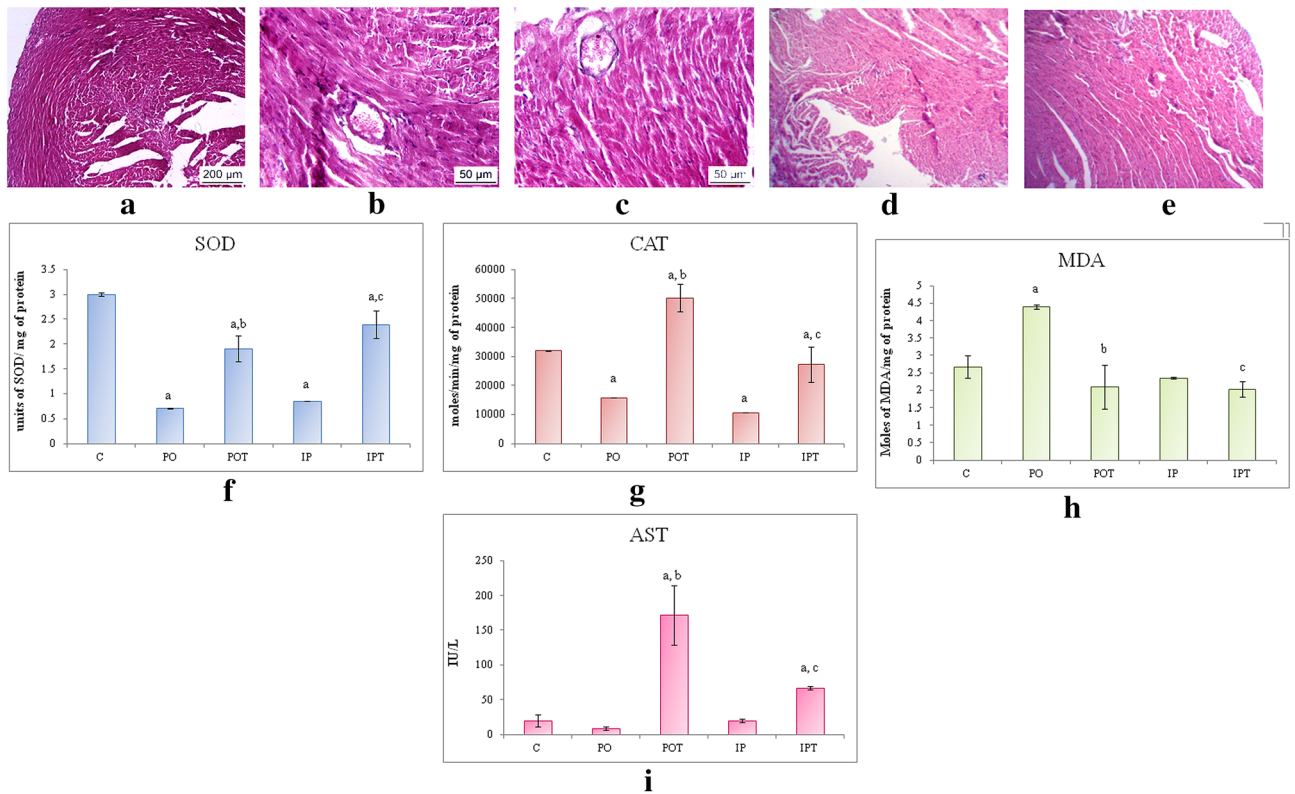 200 µm
50 µm
50 µm
a
b
c
d
e
SOD
units of SOD/ mg of protein
3.5
3
2.5
2
1.5
1
0.5
0
a
a,b
a
a,c
C PO POT IP IPT
f
CAT
moles/min/mg of protein
60000
50000
40000
30000
20000
10000
0
a
a, b
a
a, c
C PO POT IP IPT
g
MDA
Moles of MDA/mg of protein
5
4.5
4
3.5
3
2.5
2
1.5
1
0.5
0
a
b
c
C PO POT IP IPT
h
AST
IU/L
250
200
150
100
50
0
a, b
a, c
C PO POT IP IPT
i